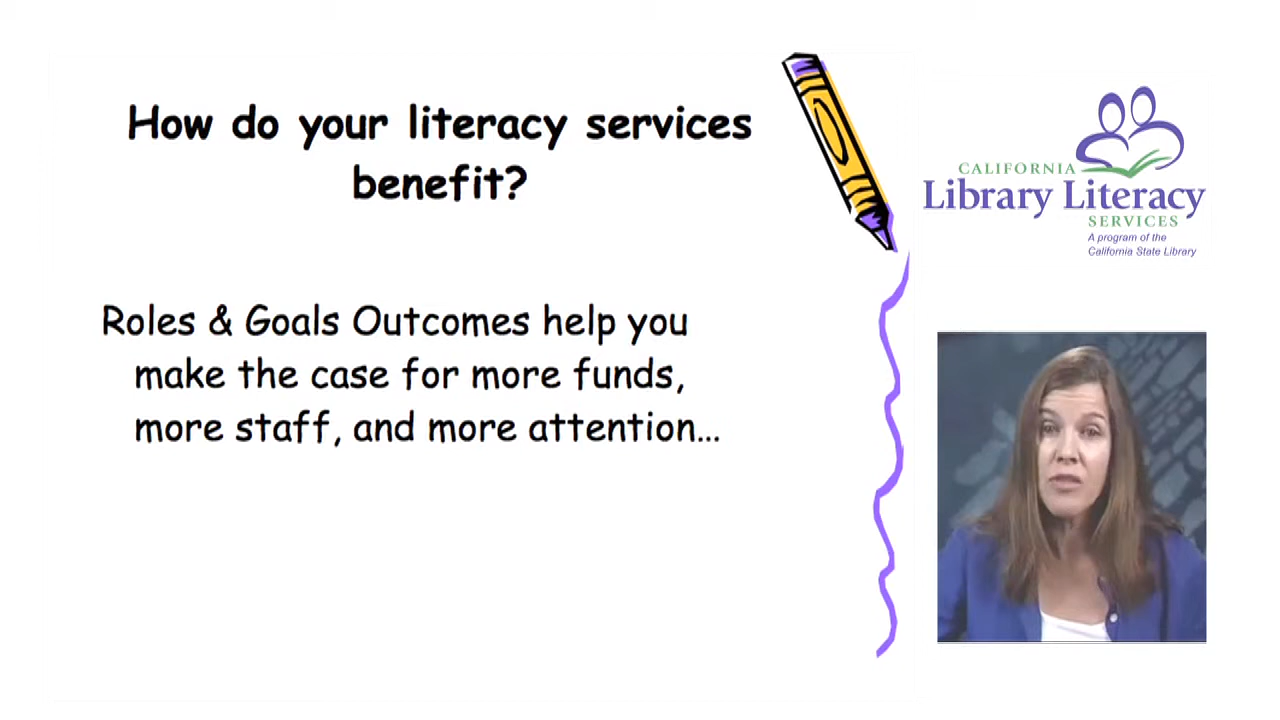 How do your literacy services
benefit?
Roles & Goals Outcomes help you
make the case for more funds,
more staff, and more attention…
CALIFORNIA
Library Literacy
SERVICES
A program of the
California State Library